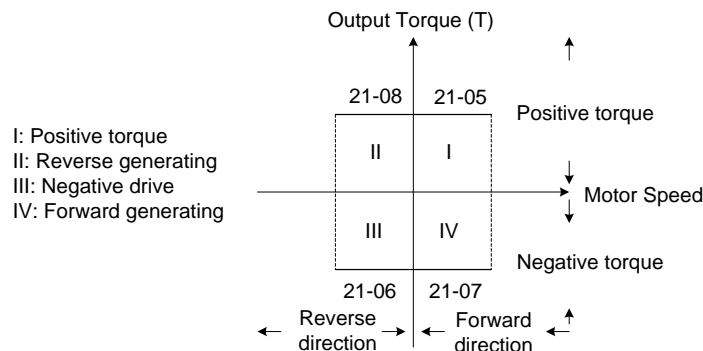 Output Torque (T)
21-08
21-05
Positive torque
I: Positive torque
II: Reverse generating
III: Negative drive
IV: Forward generating
II
I
Motor Speed
III
IV
Negative torque
21-06
21-07
Reverse
direction
Forward
direction